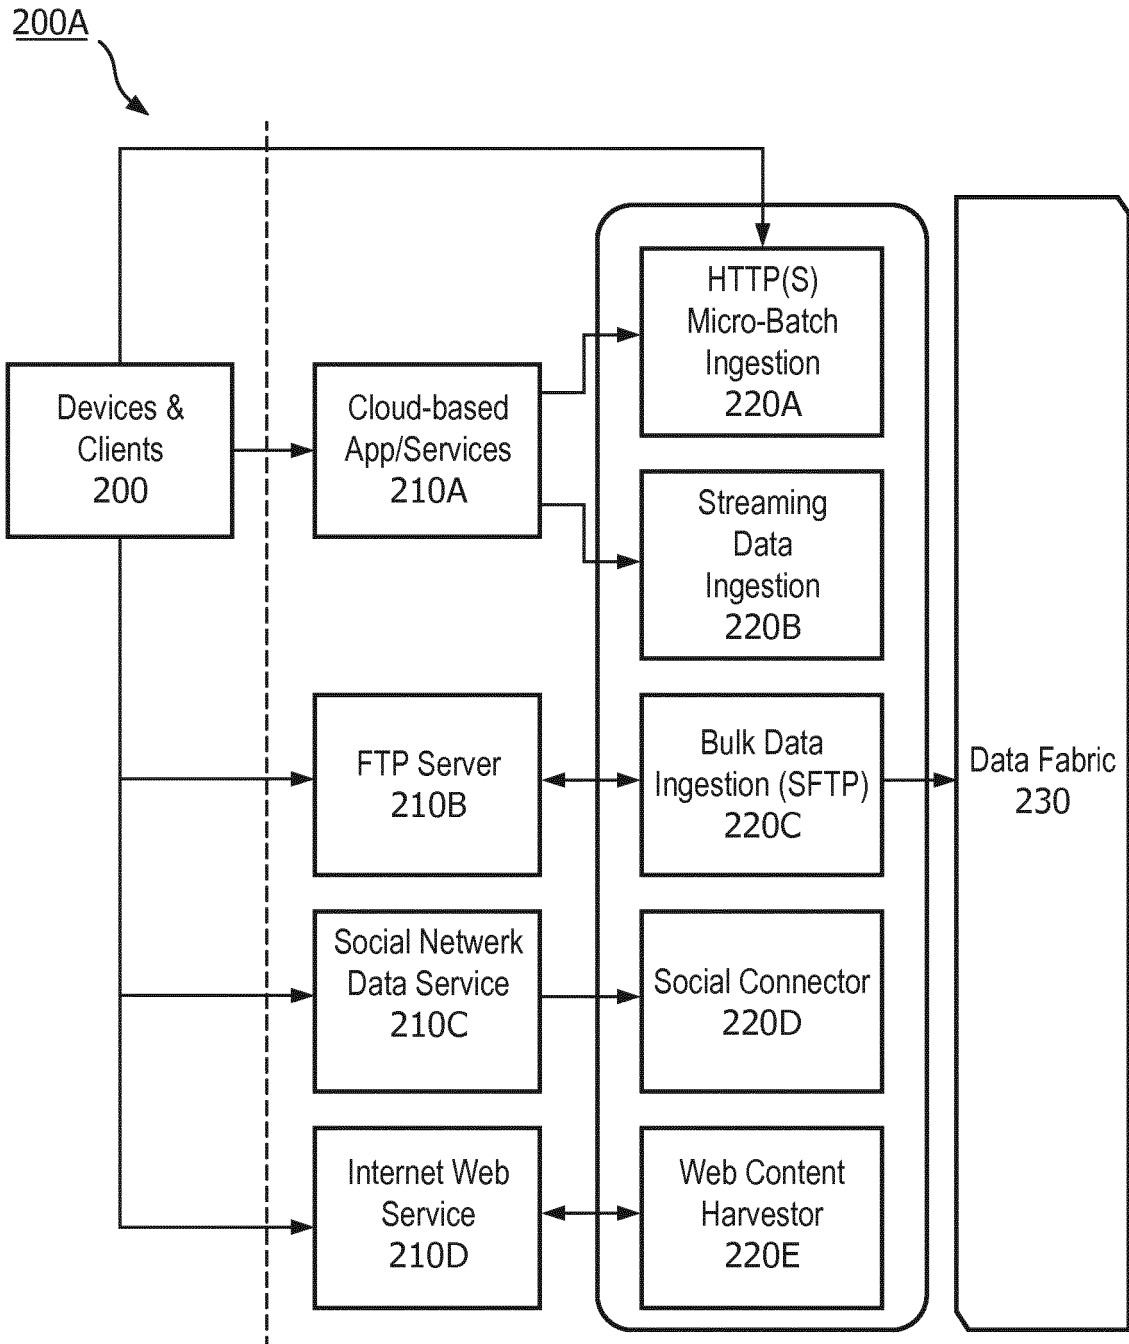 200A
Devices &
Clients
200
Cloud-based
App/Services
210A
HTTP(S)
Micro-Batch
Ingestion
220A
Streaming
Data
Ingestion
220B
FTP Server
210B
Bulk Data
Ingestion (SFTP)
220C
Data Fabric
230
Social Netwerk
Data Service
210C
Social Connector
220D
Internet Web
Service
210D
Web Content
Harvestor
220E